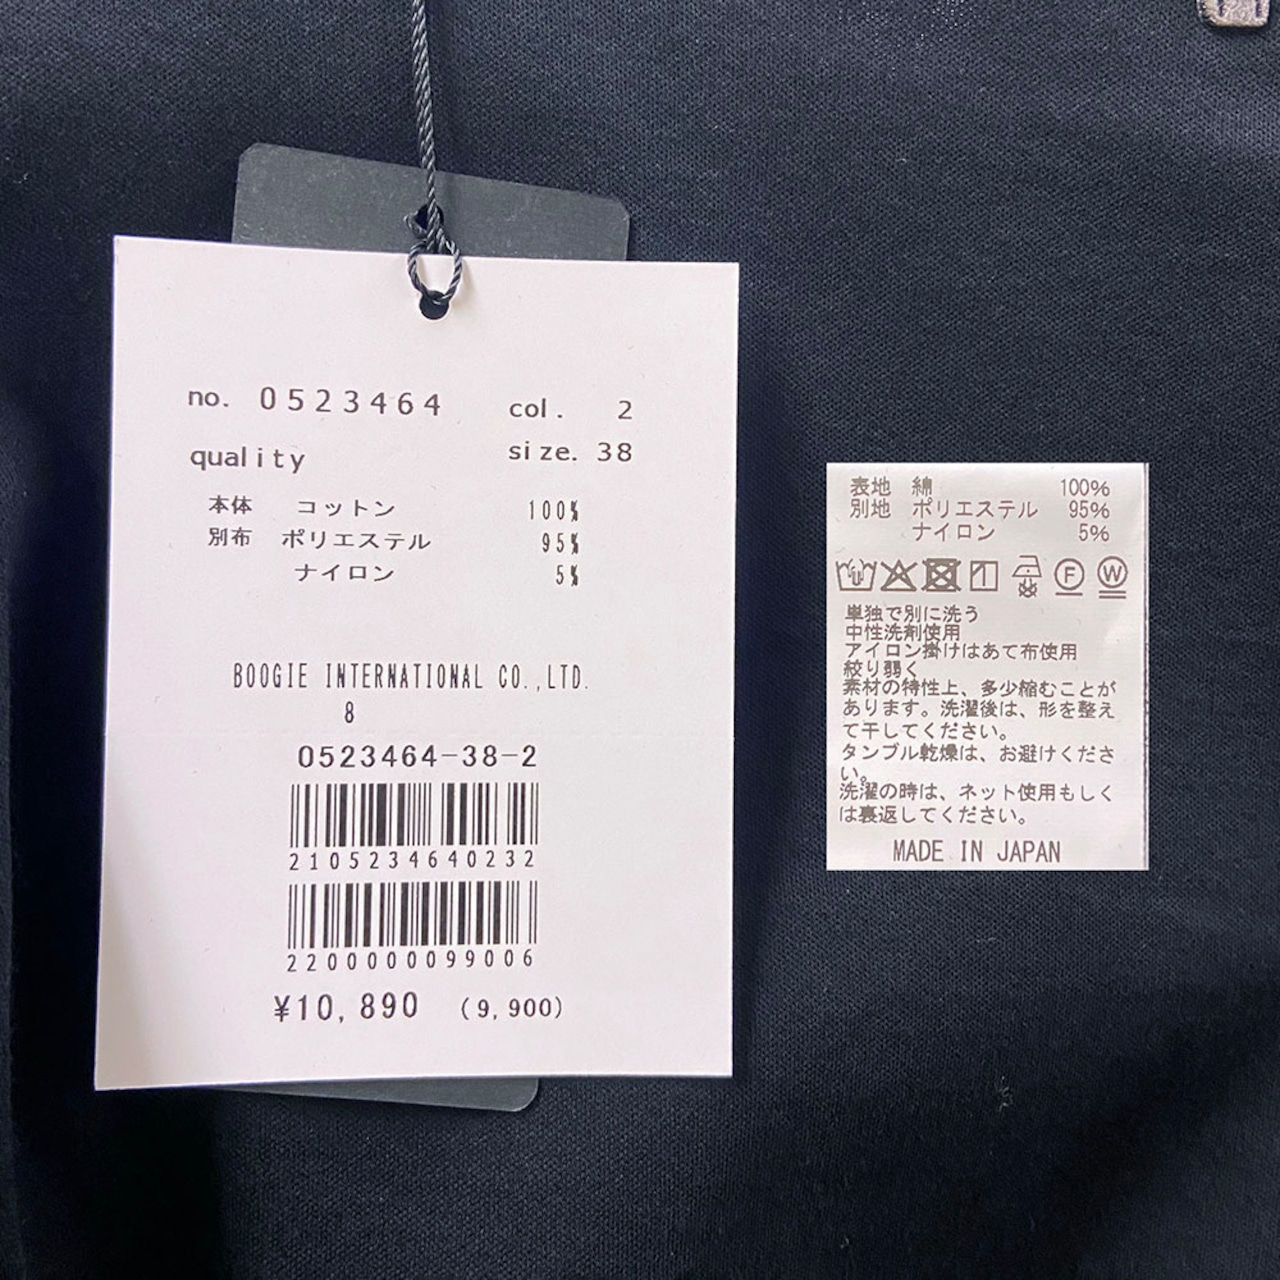 no. 0523464 col. 2
quality size. 38
本体 コットン 100%
別布 ポリエステル 95%
ナイロン 5%
BOOGIE INTERNATIONAL CO.,LTD.
8
0523464-38-2
2105234640232
2200000099006
¥10,890 (9,900)
表地 綿 100%
別地 ポリエステル 95%
ナイロン 5%
F W
単独で別に洗う
中性洗剤使用
アイロン掛けはあて布使用
絞り弱く
素材の特性上、多少縮むことが
あります。洗濯後は、形を整え
て干してください。
タンブル乾燥は、お避けくださ
い。
洗濯の時は、ネット使用もしく
は裏返してください。
MADE IN JAPAN